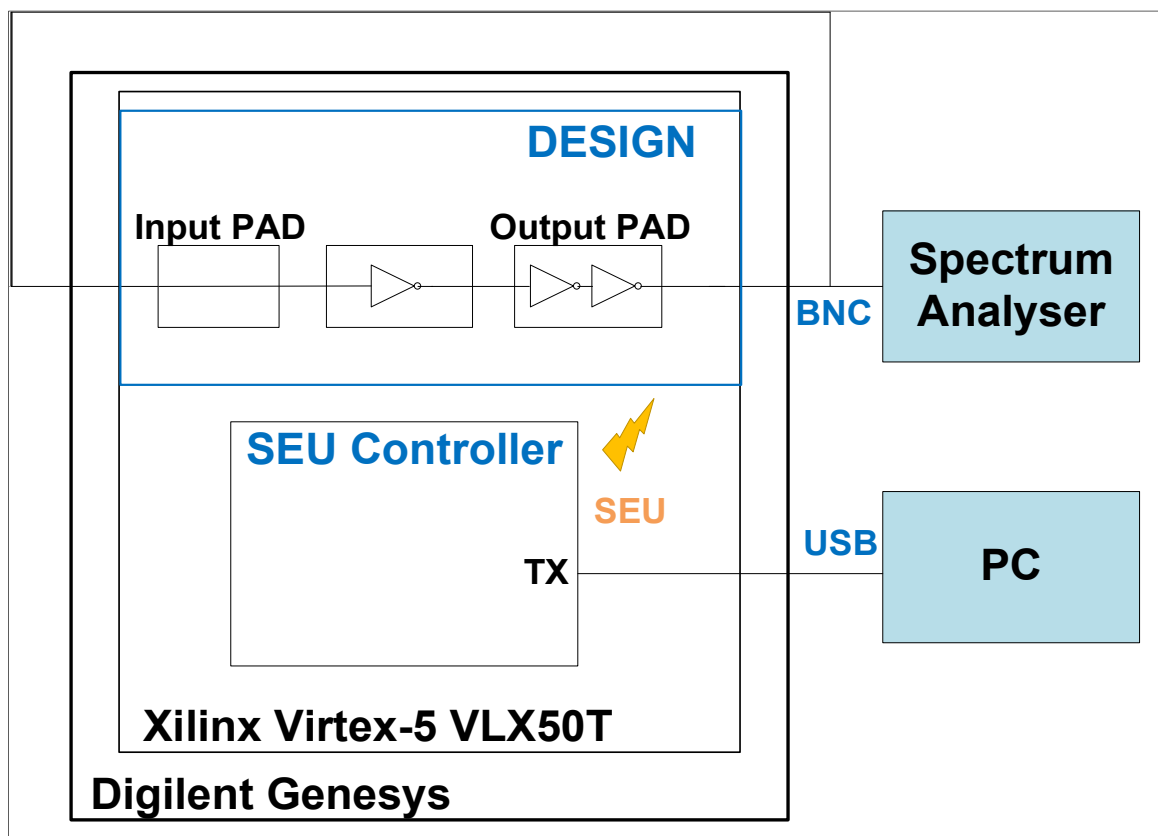 DESIGN
Input PAD
Output PAD
Spectrum
Analyser
BNC
SEU Controller
SEU
TX
USB
PC
Xilinx Virtex-5 VLX50T
Digilent Genesys